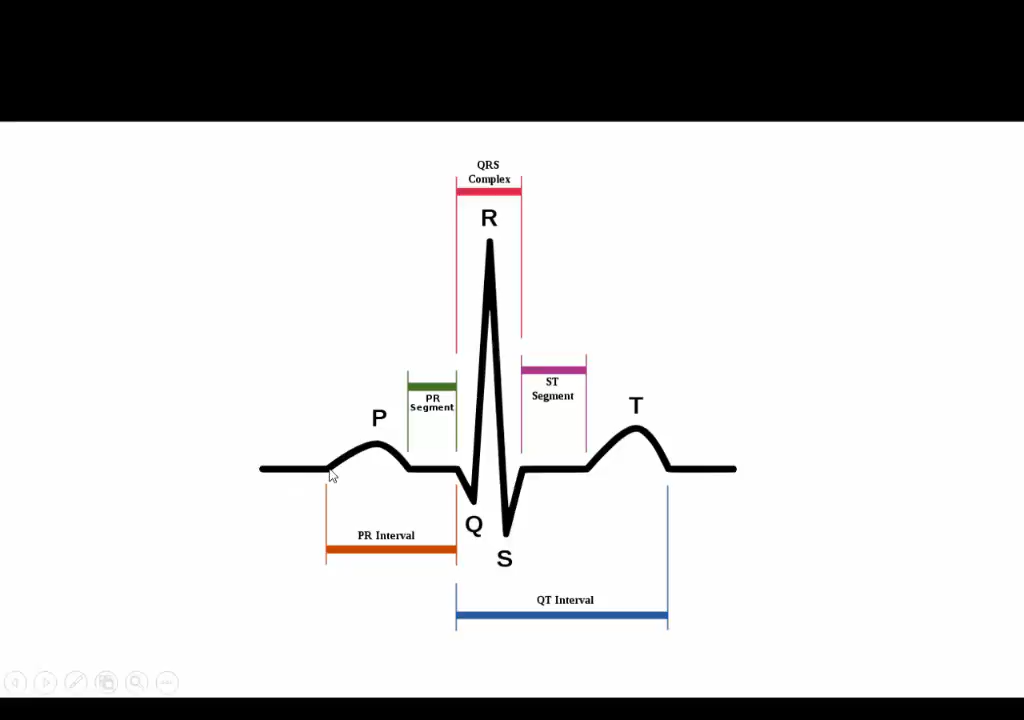 QRS
Complex
R
ST
Segment
PR
Segment
T
P
Q
PR Interval
S
QT Interval